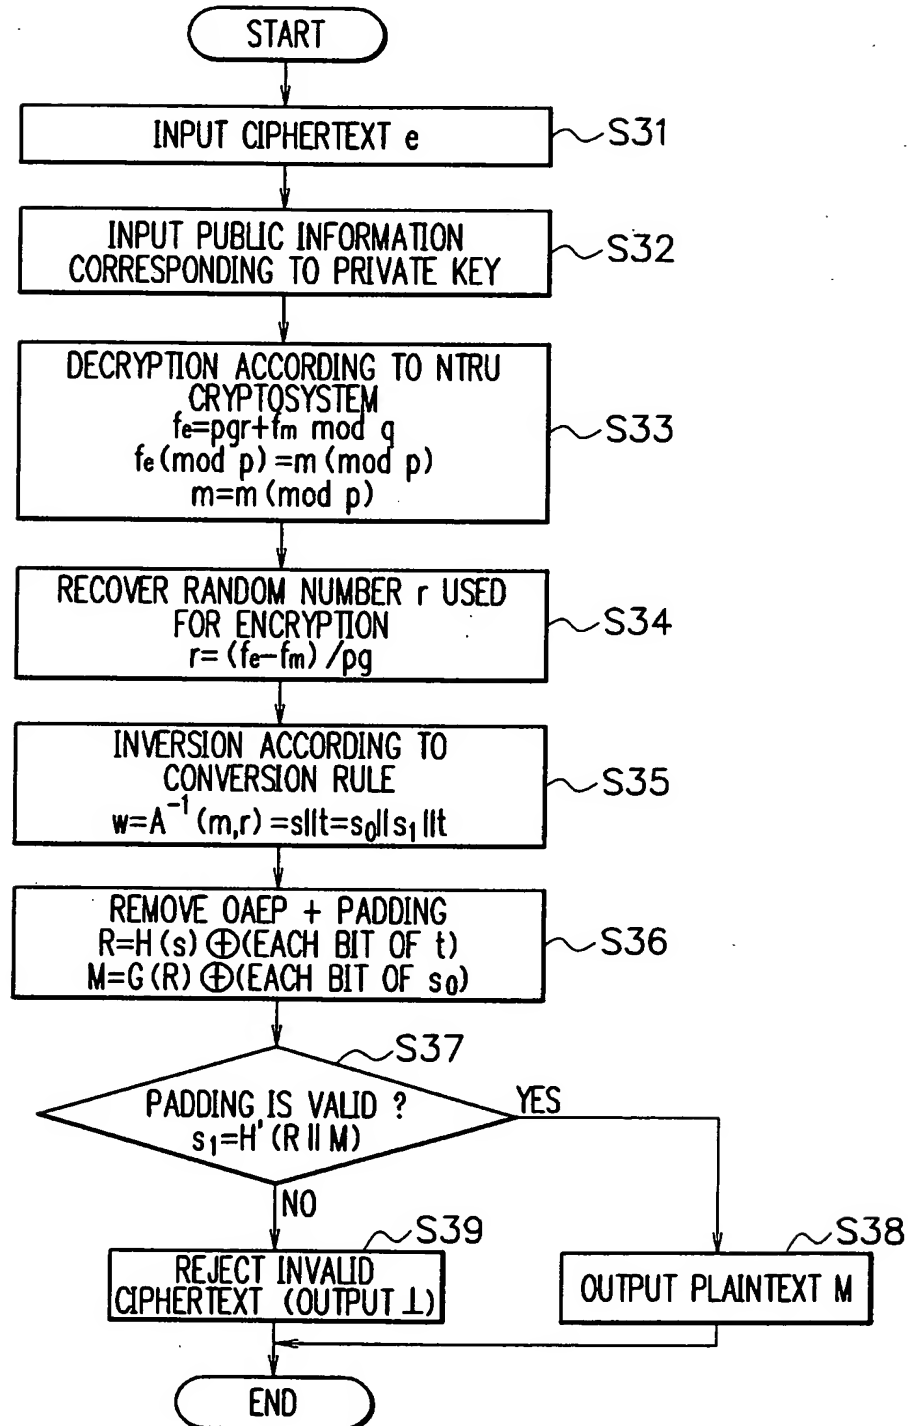 START
INPUT CIPHERTEXT e
S31
INPUT PUBLIC INFORMATION
CORRESPONDING TO PRIVATE KEY
S32
DECRYPTION ACCORDING TO NTRU
CRYPTOSYSTEM
fe=pgr+fm mod q
fe (mod p) =m (mod p)
m=m (mod p)
S33
RECOVER RANDOM NUMBER r USED
FOR ENCRYPTION
r= (fe-fm) /pg
S34
INVERSION ACCORDING TO
CONVERSION RULE
w=A⁻¹ (m,r) =s||t=s₀||s₁||t
S35
REMOVE OAEP + PADDING
R=H (s) ⊕(EACH BIT OF t)
M=G (R) ⊕(EACH BIT OF s₀)
S36
S37
PADDING IS VALID ?
s₁=H' (R || M)
YES
NO
S39
REJECT INVALID
CIPHERTEXT (OUTPUT ⊥)
S38
OUTPUT PLAINTEXT M
END